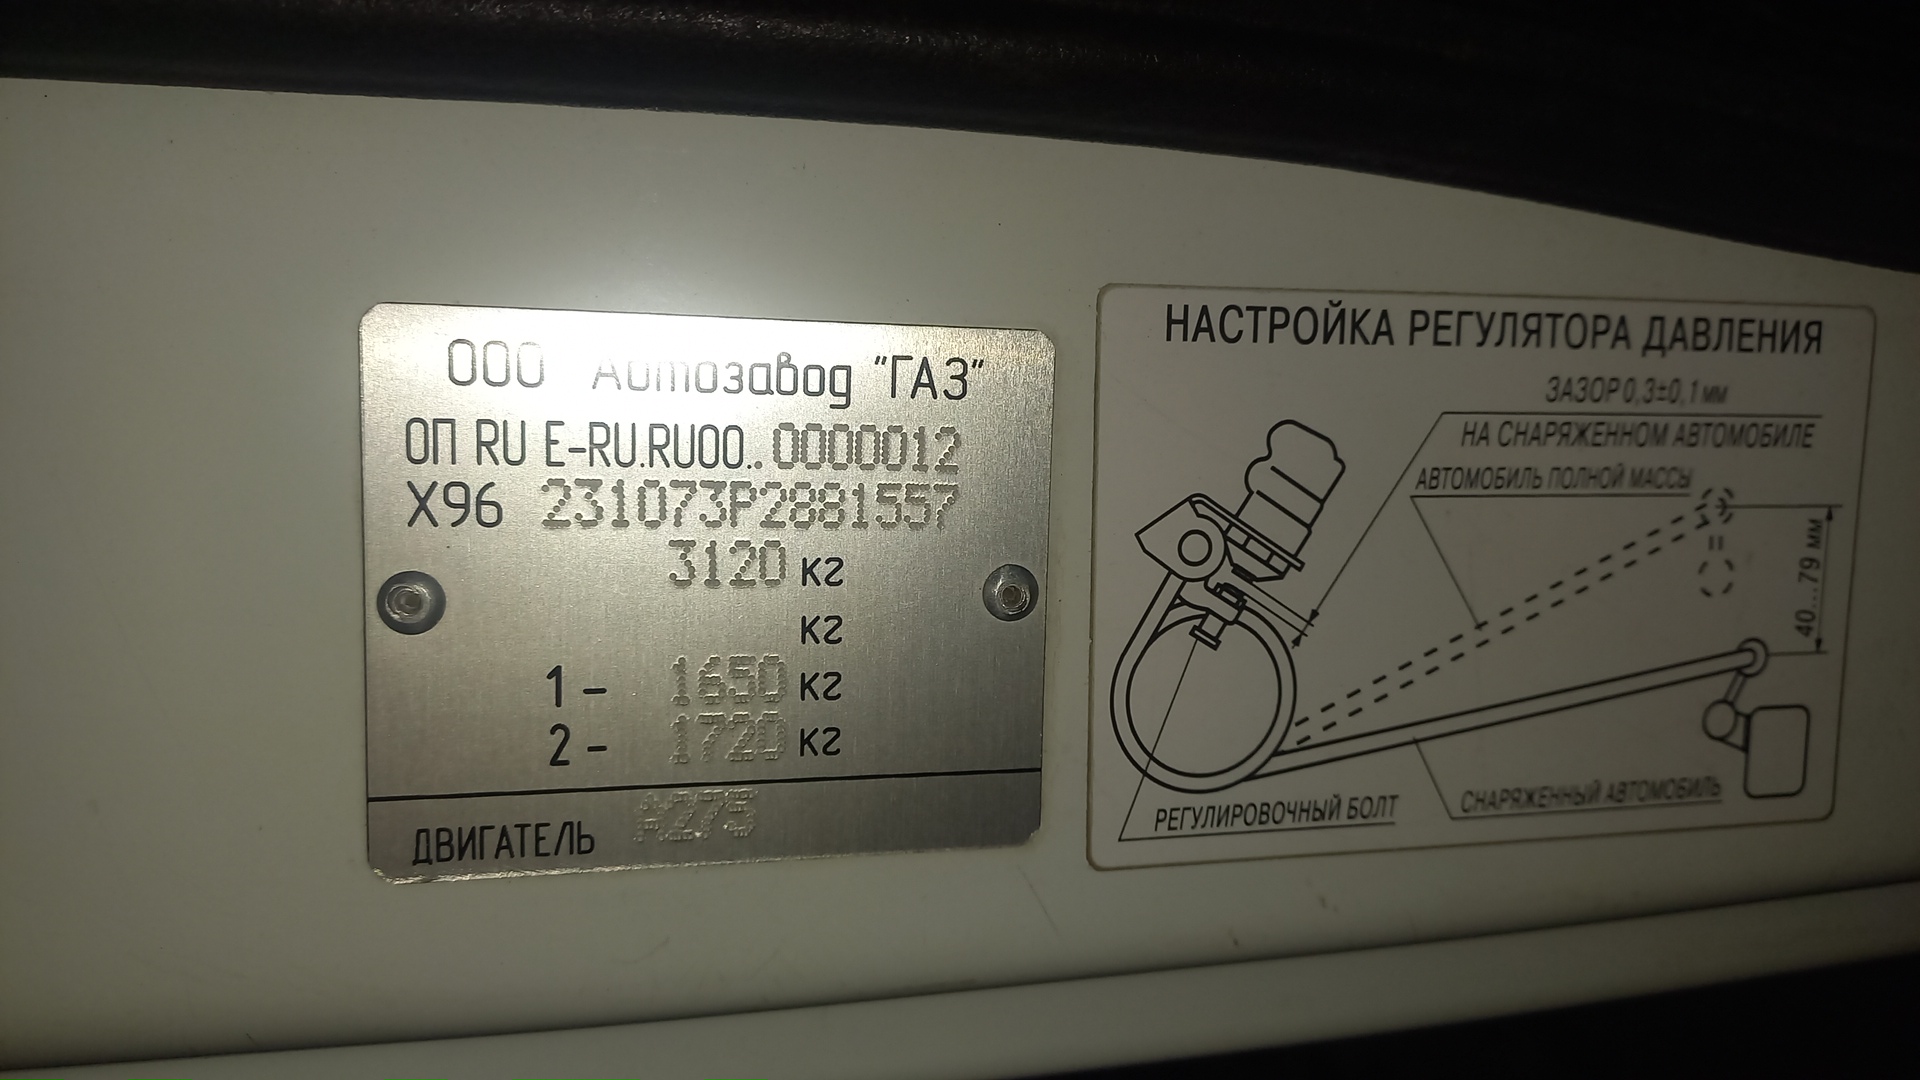 ООО Автозавод "ГАЗ"
ОП RU E-RU.RU00..0000012
X96 231073P2881557
3120 кг
кг
1 - 1650 кг
2 - 1720 кг
ДВИГАТЕЛЬ A275
НАСТРОЙКА РЕГУЛЯТОРА ДАВЛЕНИЯ
ЗАЗОР 0,3±0,1 мм
НА СНАРЯЖЕННОМ АВТОМОБИЛЕ
АВТОМОБИЛЬ ПОЛНОЙ МАССЫ
40...79 мм
РЕГУЛИРОВОЧНЫЙ БОЛТ
СНАРЯЖЕННЫЙ АВТОМОБИЛЬ